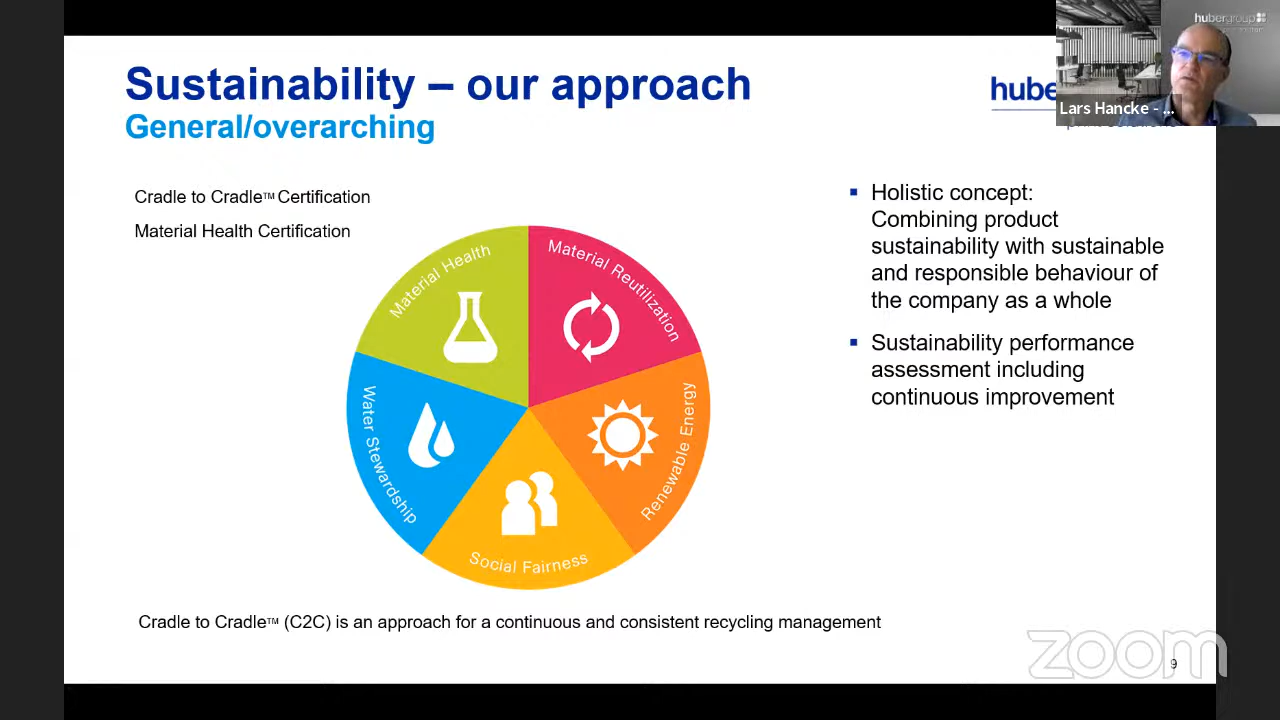 Sustainability – our approach
General/overarching
hubergroup
hube
Lars Hancke - ...
Cradle to Cradle™ Certification
Material Health Certification
Material Health
Material Reutilization
Water Stewardship
Renewable Energy
Social Fairness
▪ Holistic concept:
Combining product
sustainability with sustainable
and responsible behaviour of
the company as a whole
▪ Sustainability performance
assessment including
continuous improvement
Cradle to Cradle™ (C2C) is an approach for a continuous and consistent recycling management
zoom
9